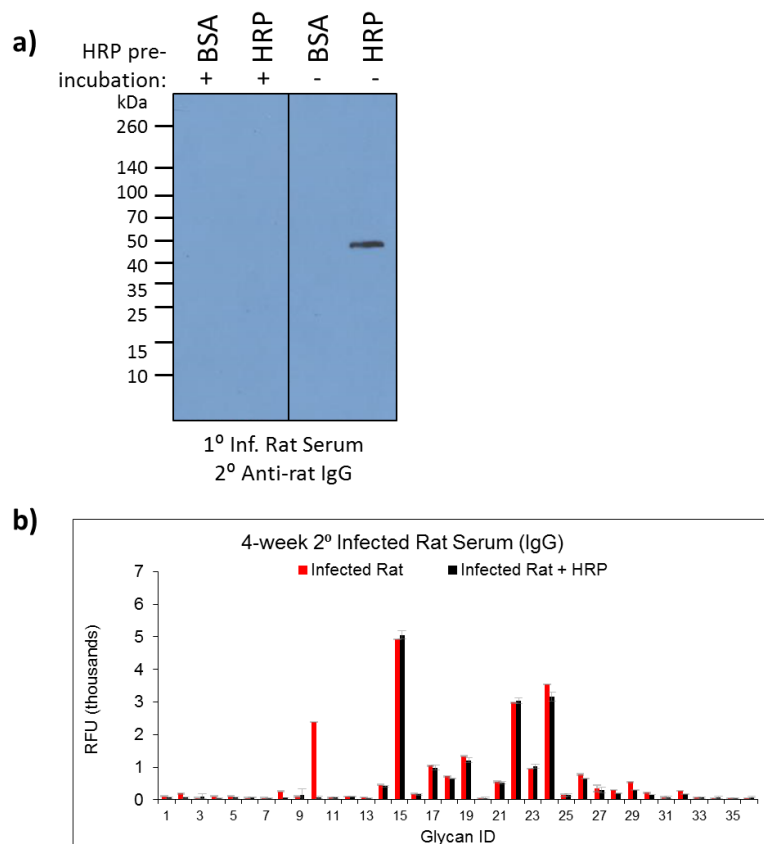 a)
HRP pre-
incubation:
BSA HRP BSA HRP
+ + - -
kDa
260
140
100
70
50
40
35
25
15
10
1⁰ Inf. Rat Serum
2⁰ Anti-rat IgG
b)
4-week 2⁰ Infected Rat Serum (IgG)
Infected Rat Infected Rat + HRP
RFU (thousands)
7
6
5
4
3
2
1
0
1 3 5 7 9 11 13 15 17 19 21 23 25 27 29 31 33 35
Glycan ID